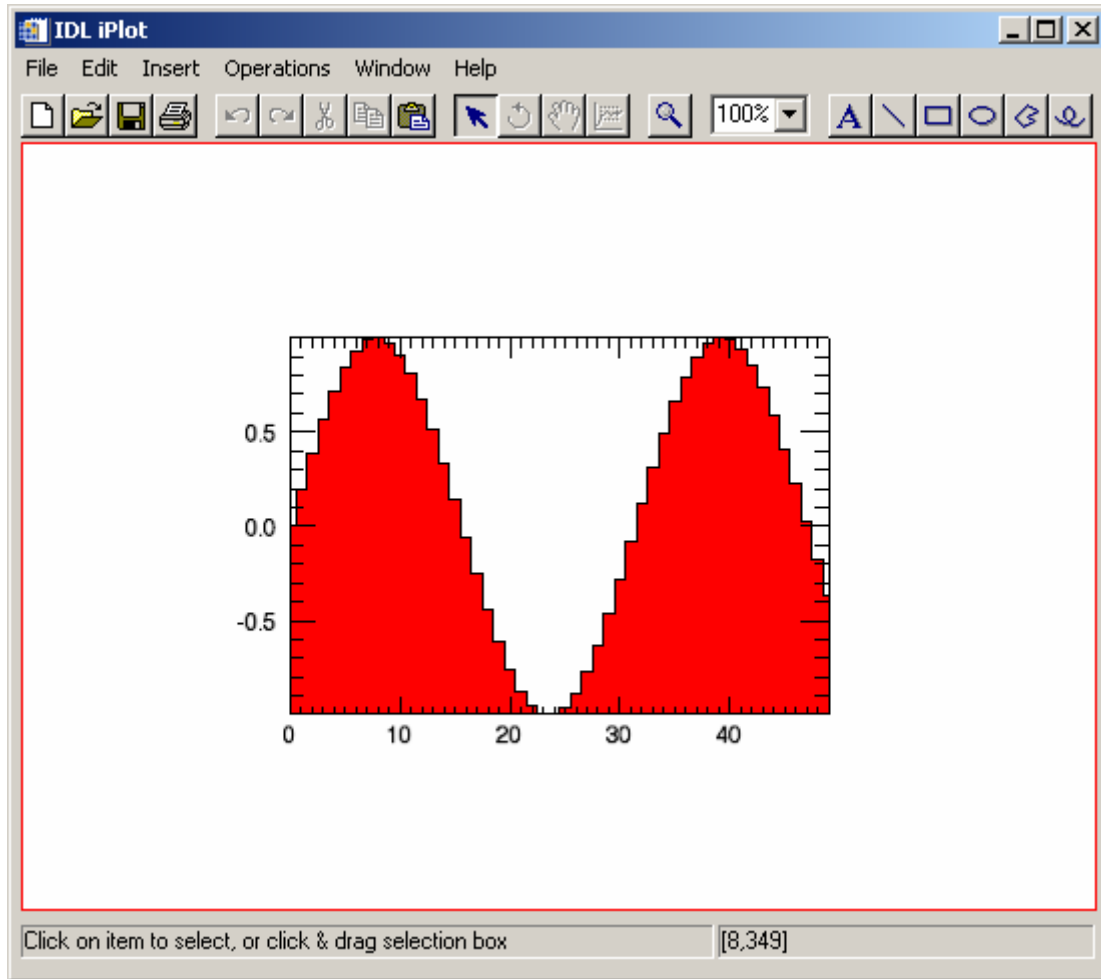 IDL iPlot
File Edit Insert Operations Window Help
100% A
0.5
0.0
-0.5
0 10 20 30 40
Click on item to select, or click & drag selection box [8,349]